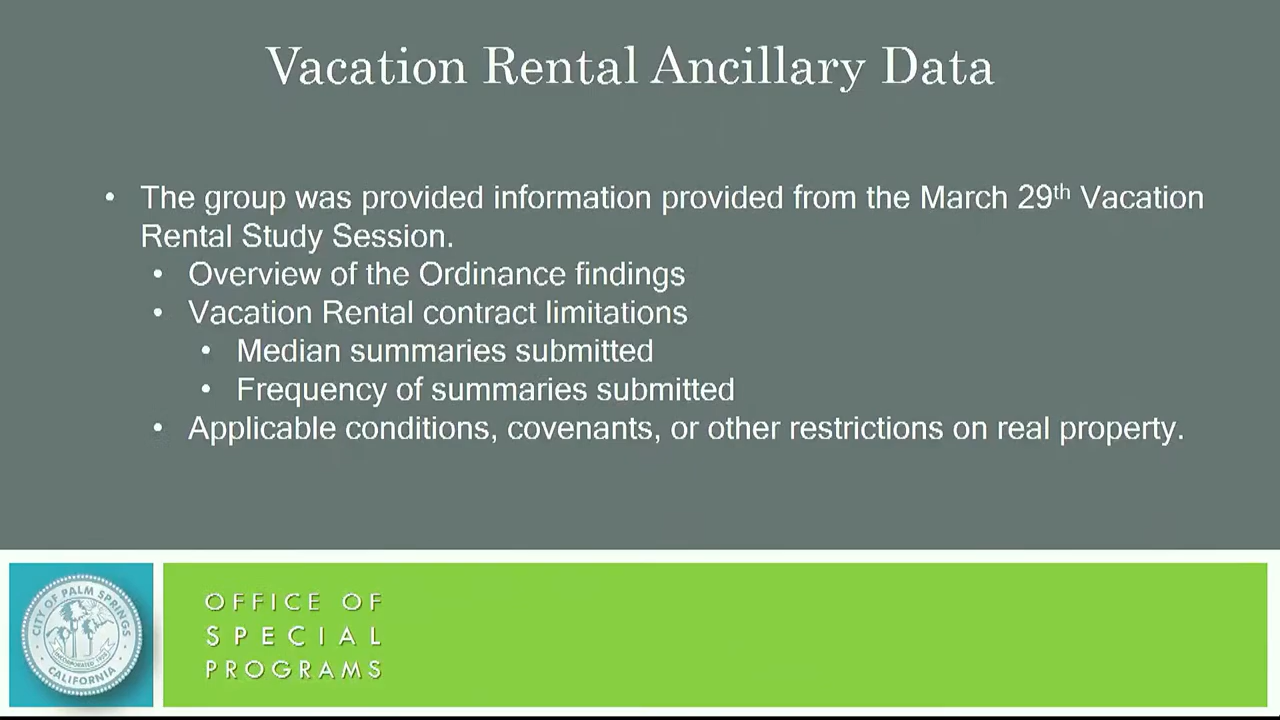 Vacation Rental Ancillary Data
• The group was provided information provided from the March 29th Vacation
Rental Study Session.
• Overview of the Ordinance findings
• Vacation Rental contract limitations
• Median summaries submitted
• Frequency of summaries submitted
• Applicable conditions, covenants, or other restrictions on real property.
CITY OF PALM SPRINGS
CALIFORNIA
OFFICE OF
SPECIAL
PROGRAMS